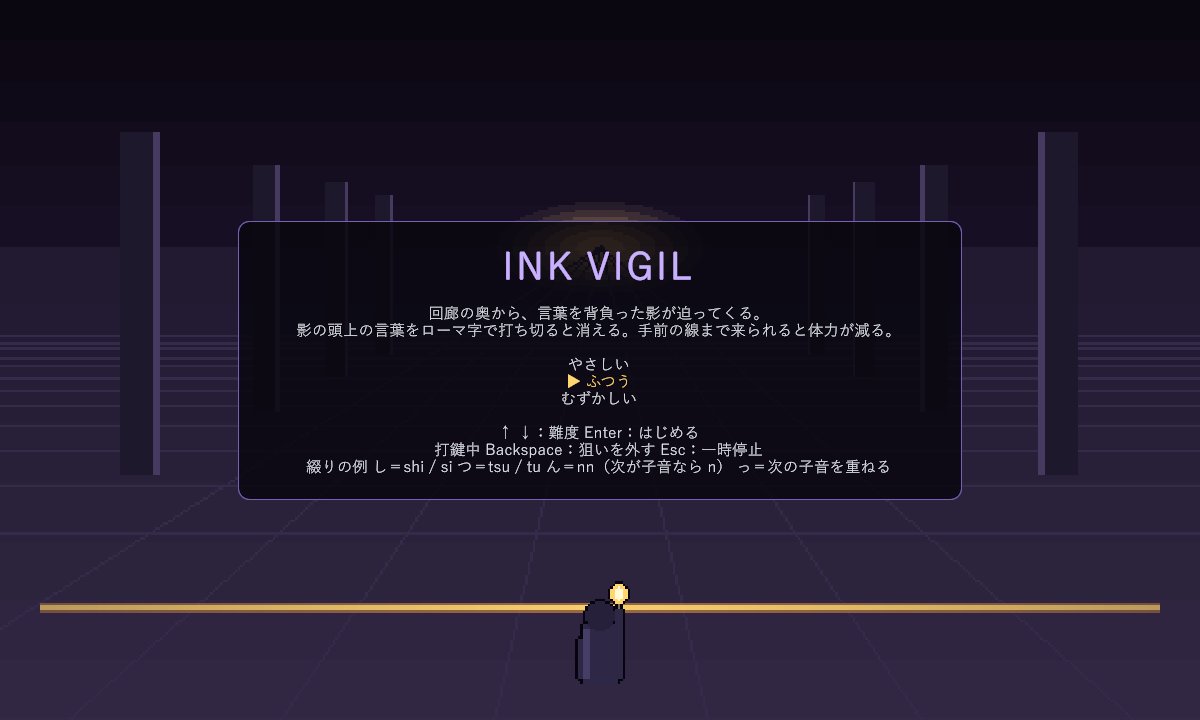 INK VIGIL
回廊の奥から、言葉を背負った影が迫ってくる。
影の頭上の言葉をローマ字で打ち切ると消える。手前の線まで来られると体力が減る。
やさしい
▶ ふつう
むずかしい
↑ ↓：難度 Enter：はじめる
打鍵中 Backspace：狙いを外す Esc：一時停止
綴りの例 し＝shi / si つ＝tsu / tu ん＝nn（次が子音なら n） っ＝次の子音を重ねる